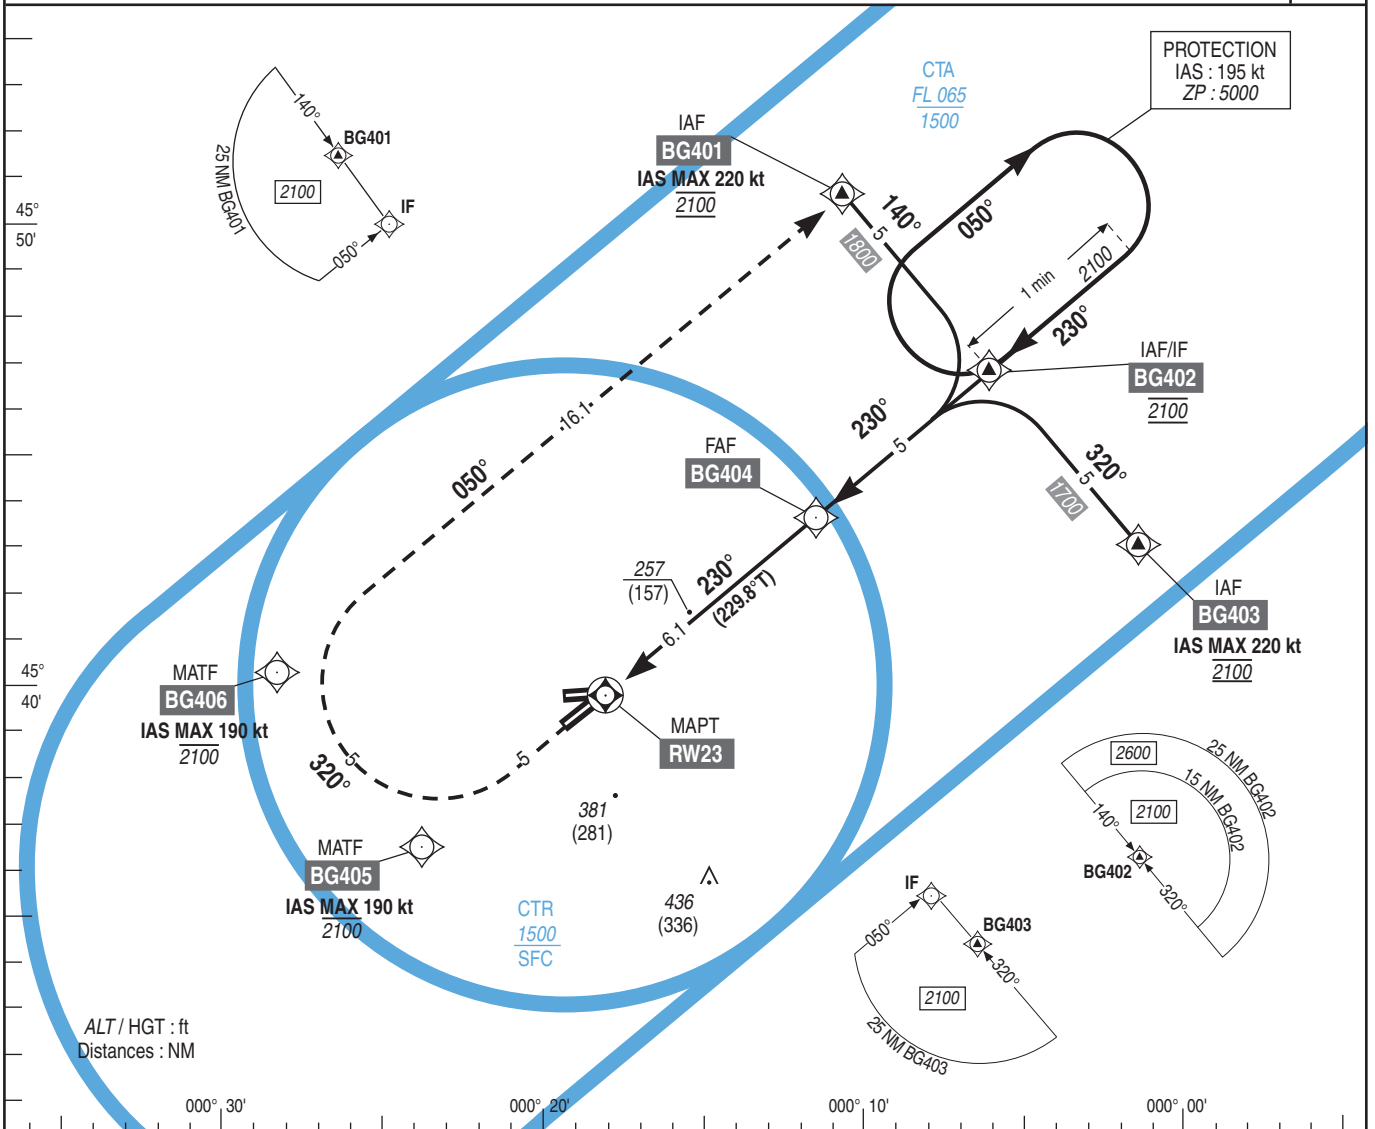 PROTECTION
IAS : 195 kt
ZP : 5000
CTA
FL 065
1500
IAF
BG401
IAS MAX 220 kt
2100
140°
BG401
25 NM BG401
2100
IF
050°
45°
50'
140°
5
1800
050°
1 min
2100
230°
IAF/IF
BG402
2100
16.1
050°
230°
5
FAF
BG404
320°
5
1700
257
(157)
230°
(229.8°T)
6.1
IAF
BG403
IAS MAX 220 kt
2100
45°
40'
MATF
BG406
IAS MAX 190 kt
2100
MAPT
RW23
320°
5
5
381
(281)
MATF
BG405
IAS MAX 190 kt
2100
436
(336)
CTR
1500
SFC
2600
25 NM BG402
15 NM BG402
2100
140°
BG402
320°
IF
050°
BG403
320°
2100
25 NM BG403
ALT / HGT : ft
Distances : NM
000° 30'
000° 20'
000° 10'
000° 00'